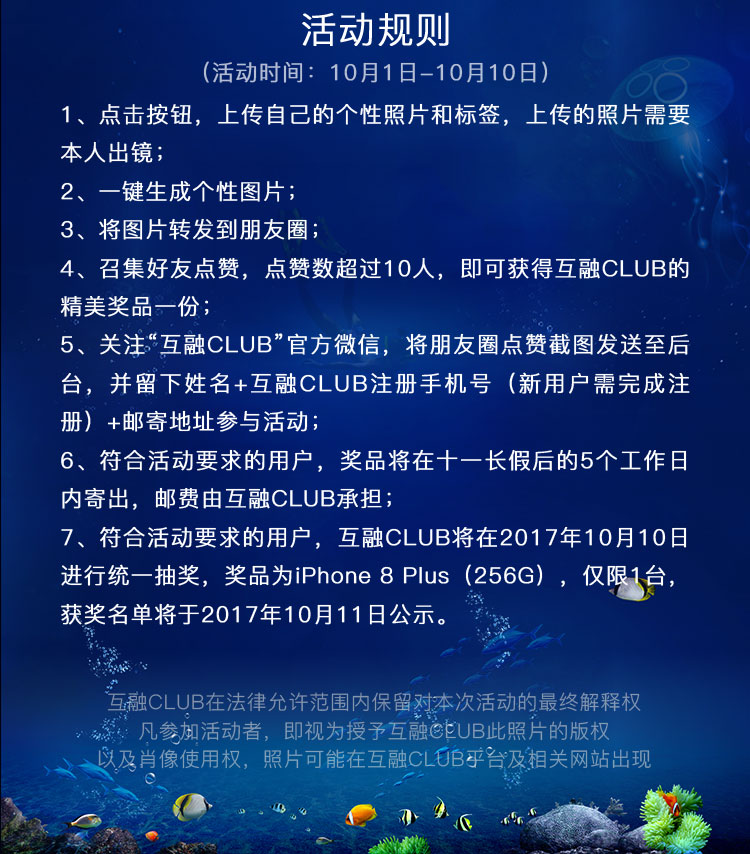 活动规则
（活动时间：10月1日-10月10日）
1、点击按钮，上传自己的个性照片和标签，上传的照片需要
本人出镜；
2、一键生成个性图片；
3、将图片转发到朋友圈；
4、召集好友点赞，点赞数超过10人，即可获得互融CLUB的
精美奖品一份；
5、关注“互融CLUB”官方微信，将朋友圈点赞截图发送至后
台，并留下姓名+互融CLUB注册手机号（新用户需完成注
册）+邮寄地址参与活动；
6、符合活动要求的用户，奖品将在十一长假后的5个工作日
内寄出，邮费由互融CLUB承担；
7、符合活动要求的用户，互融CLUB将在2017年10月10日
进行统一抽奖，奖品为iPhone 8 Plus（256G），仅限1台，
获奖名单将于2017年10月11日公示。
互融CLUB在法律允许范围内保留对本次活动的最终解释权
凡参加活动者，即视为授予互融CLUB此照片的版权
以及肖像使用权，照片可能在互融CLUB平台及相关网站出现